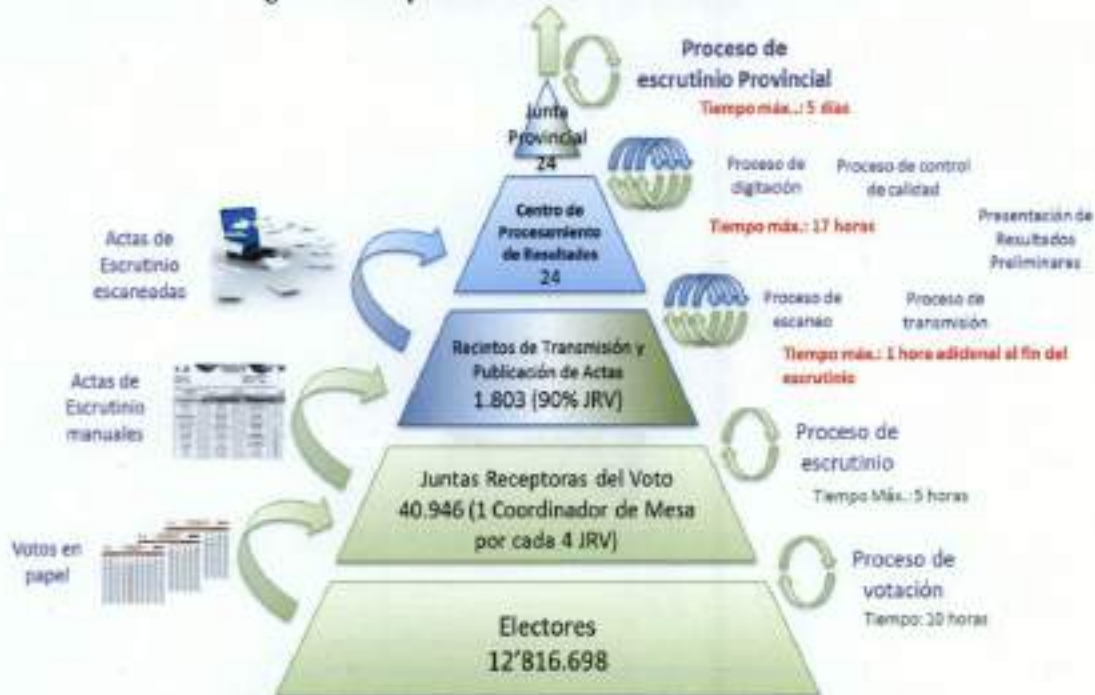 Proceso de
escrutinio Provincial
Tiempo máx..: 5 días
Junta
Provincial
24
Proceso de
digitación
Proceso de control
de calidad
Tiempo máx.: 17 horas
Presentación de
Resultados
Preliminares
Centro de
Procesamiento
de Resultados
24
Actas de
Escrutinio
escaneadas
Proceso de
escaneo
Proceso de
transmisión
Tiempo máx.: 1 hora adicional al fin del
escrutinio
Recintos de Transmisión y
Publicación de Actas
1.803 (90% JRV)
Actas de
Escrutinio
manuales
Proceso de
escrutinio
Tiempo Máx.: 5 horas
Juntas Receptoras del Voto
40.946 (1 Coordinador de Mesa
por cada 4 JRV)
Votos en
papel
Proceso de
votación
Tiempo: 10 horas
Electores
12'816.698